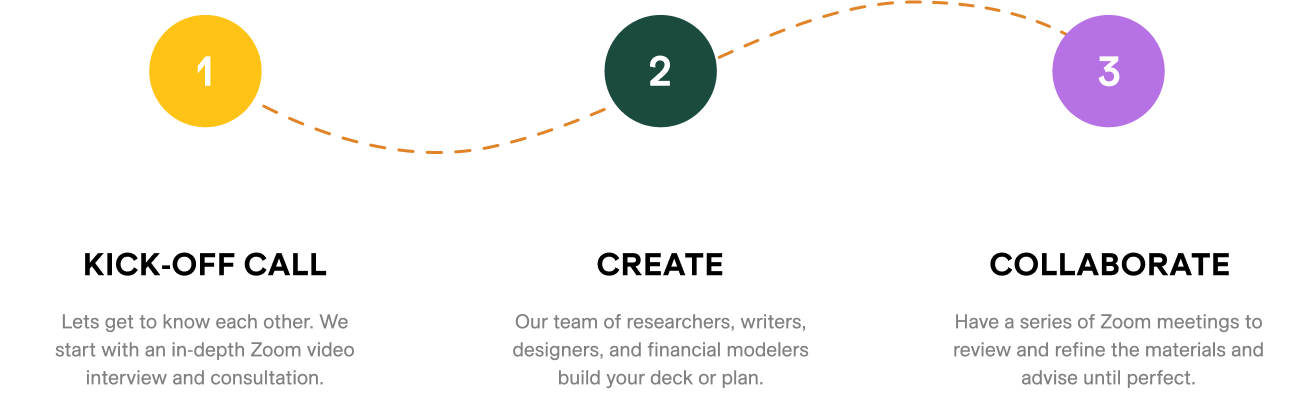 1
2
3
KICK-OFF CALL
Lets get to know each other. We
start with an in-depth Zoom video
interview and consultation.
CREATE
Our team of researchers, writers,
designers, and financial modelers
build your deck or plan.
COLLABORATE
Have a series of Zoom meetings to
review and refine the materials and
advise until perfect.